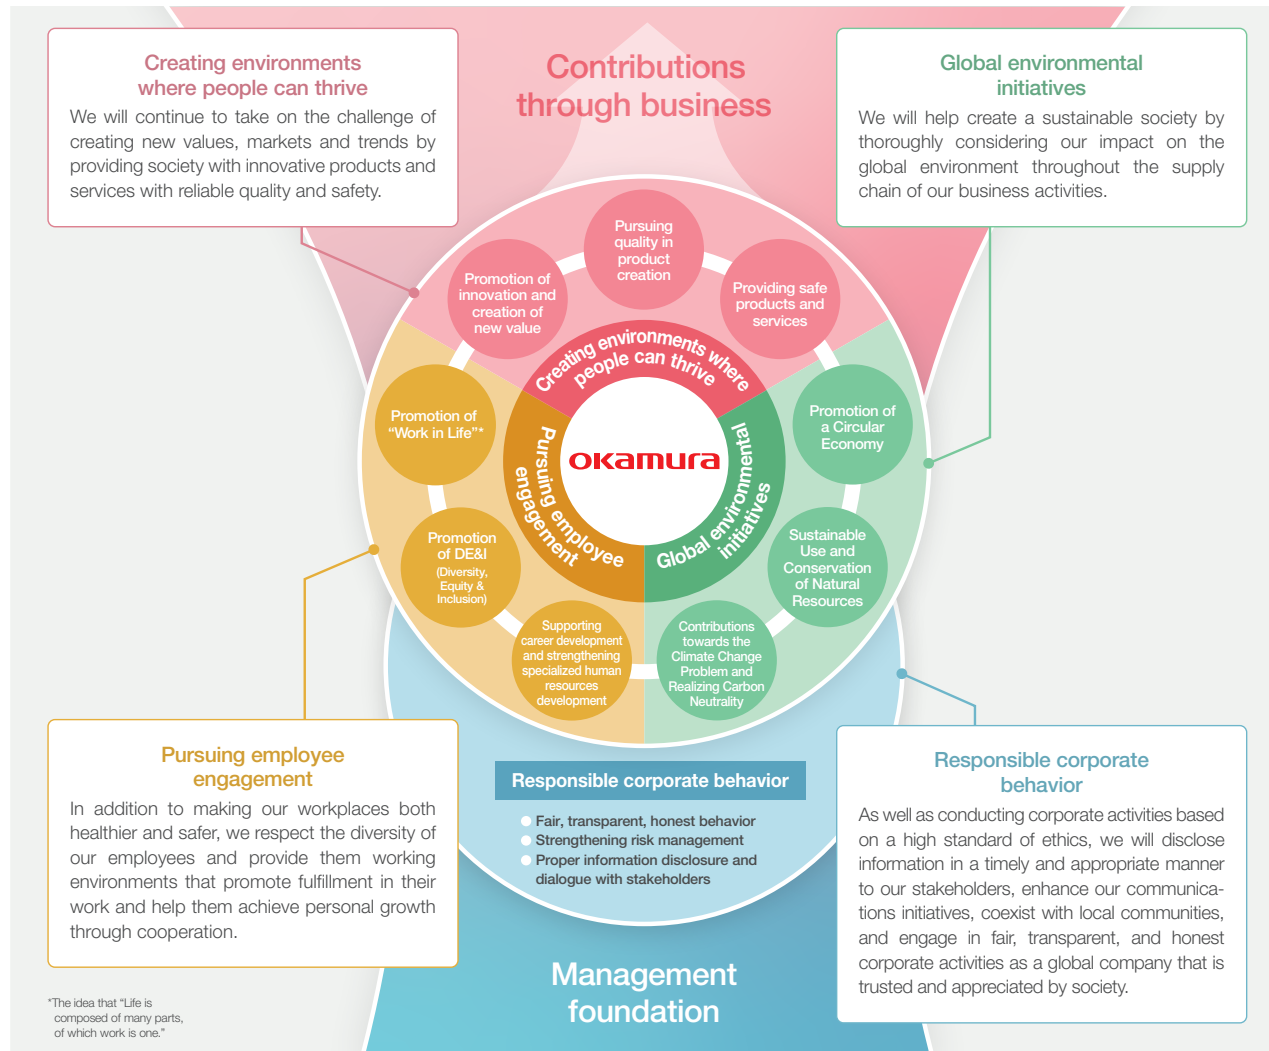 Creating environments
where people can thrive
We will continue to take on the challenge of
creating new values, markets and trends by
providing society with innovative products and
services with reliable quality and safety.
Contributions
through business
Global environmental
initiatives
We will help create a sustainable society by
thoroughly considering our impact on the
global environment throughout the supply
chain of our business activities.
Pursuing
quality in
product
creation
Promotion of
innovation and
creation of
new value
Providing safe
products and
services
Creating environments where
people can thrive
Promotion of
"Work in Life"*
Promotion of
a Circular
Economy
okamura
Pursuing employee
engagement
Global environmental
initiatives
Promotion
of DE&I
(Diversity,
Equity &
Inclusion)
Sustainable
Use and
Conservation
of Natural
Resources
Supporting
career development
and strengthening
specialized human
resources
development
Contributions
towards the
Climate Change
Problem and
Realizing Carbon
Neutrality
Pursuing employee
engagement
In addition to making our workplaces both
healthier and safer, we respect the diversity of
our employees and provide them working
environments that promote fulfillment in their
work and help them achieve personal growth
through cooperation.
Responsible corporate behavior
Fair, transparent, honest behavior
Strengthening risk management
Proper information disclosure and
dialogue with stakeholders
Responsible corporate
behavior
As well as conducting corporate activities based
on a high standard of ethics, we will disclose
information in a timely and appropriate manner
to our stakeholders, enhance our communica-
tions initiatives, coexist with local communities,
and engage in fair, transparent, and honest
corporate activities as a global company that is
trusted and appreciated by society.
Management
foundation
*The idea that "Life is
composed of many parts,
of which work is one."